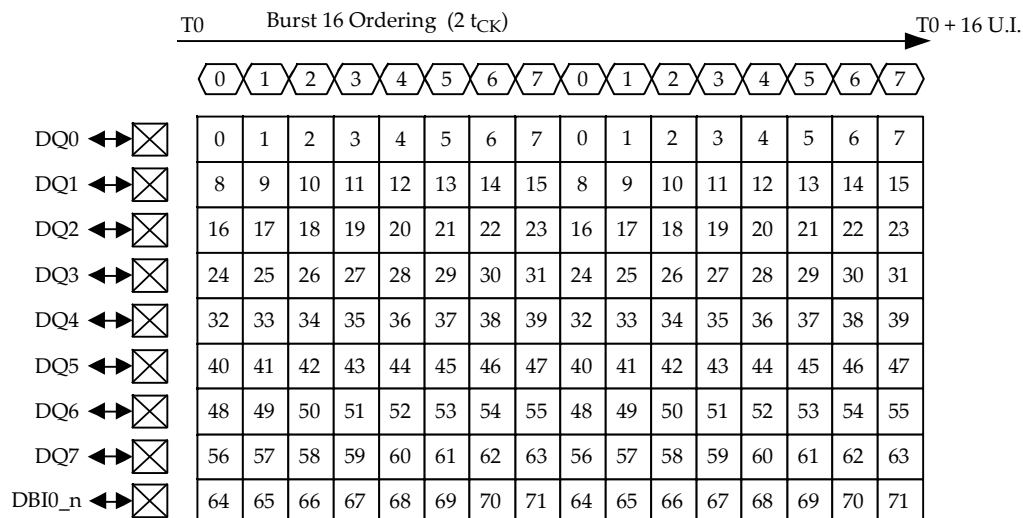 T0 Burst 16 Ordering (2 tCK) T0 + 16 U.I.
0 1 2 3 4 5 6 7 0 1 2 3 4 5 6 7
DQ0 0 1 2 3 4 5 6 7 0 1 2 3 4 5 6 7
DQ1 8 9 10 11 12 13 14 15 8 9 10 11 12 13 14 15
DQ2 16 17 18 19 20 21 22 23 16 17 18 19 20 21 22 23
DQ3 24 25 26 27 28 29 30 31 24 25 26 27 28 29 30 31
DQ4 32 33 34 35 36 37 38 39 32 33 34 35 36 37 38 39
DQ5 40 41 42 43 44 45 46 47 40 41 42 43 44 45 46 47
DQ6 48 49 50 51 52 53 54 55 48 49 50 51 52 53 54 55
DQ7 56 57 58 59 60 61 62 63 56 57 58 59 60 61 62 63
DBI0_n 64 65 66 67 68 69 70 71 64 65 66 67 68 69 70 71